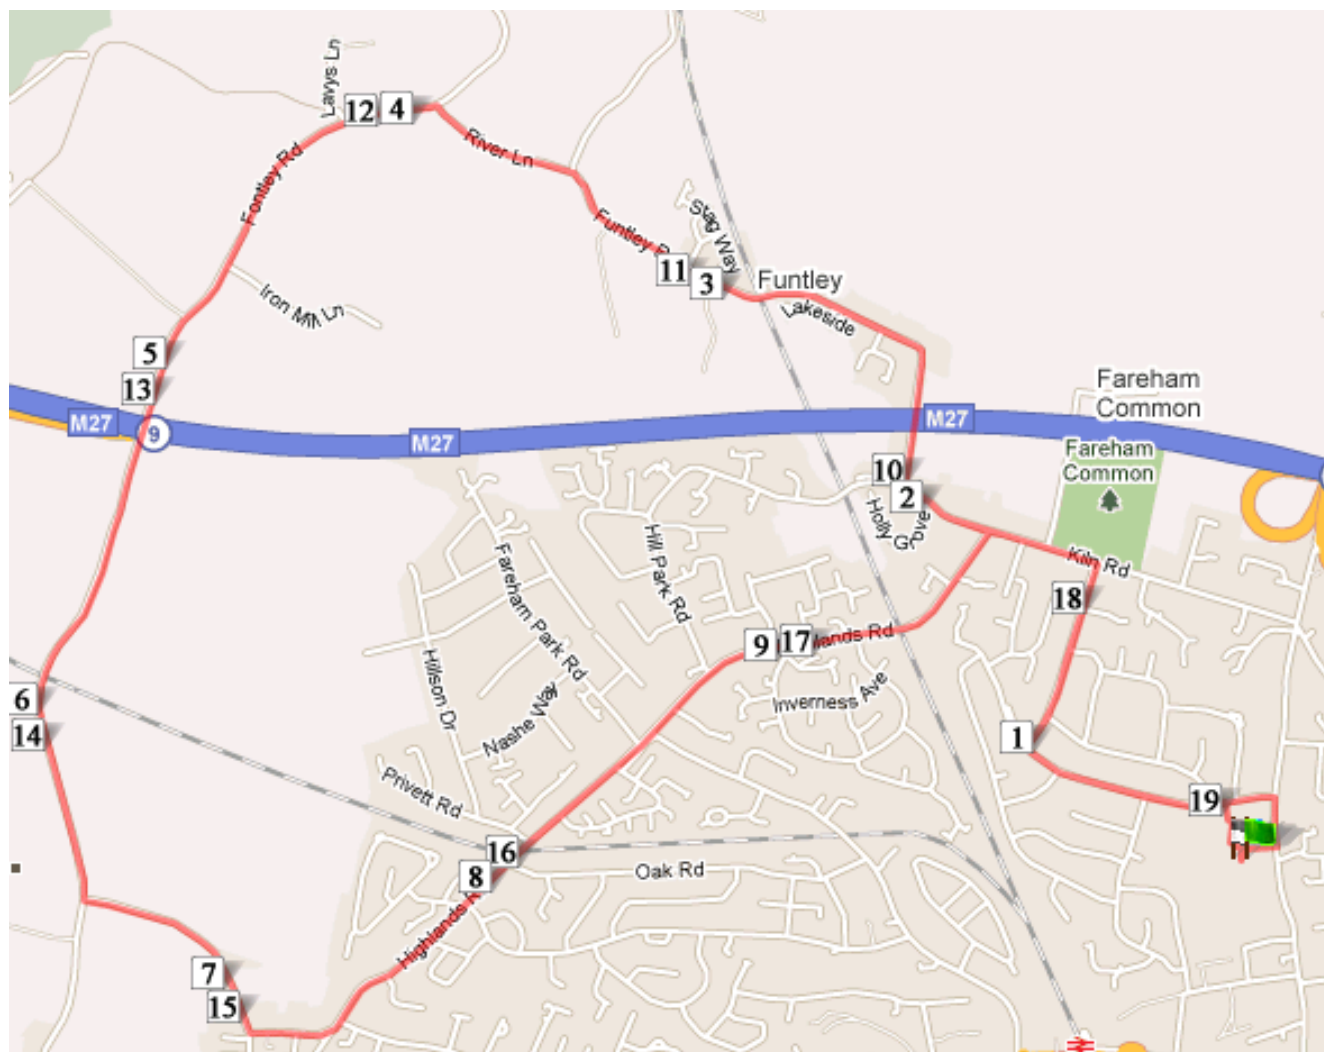 Lavys Ln
12
4
River Ln
Fontley Rd
Stag Way
Funtley R
11
3
Funtley
Iron Mill Ln
Lakeside
5
13
Fareham
Common
M27
9
M27
M27
Fareham
Common
10
2
Holly Grove
Hill Park Rd
Kiln Rd
Fareham Park Rd
18
9
17
lands Rd
Hillson Dr
Inverness Ave
6
14
Nashe Way
1
Privett Rd
19
16
8
Oak Rd
Highlands R
7
15